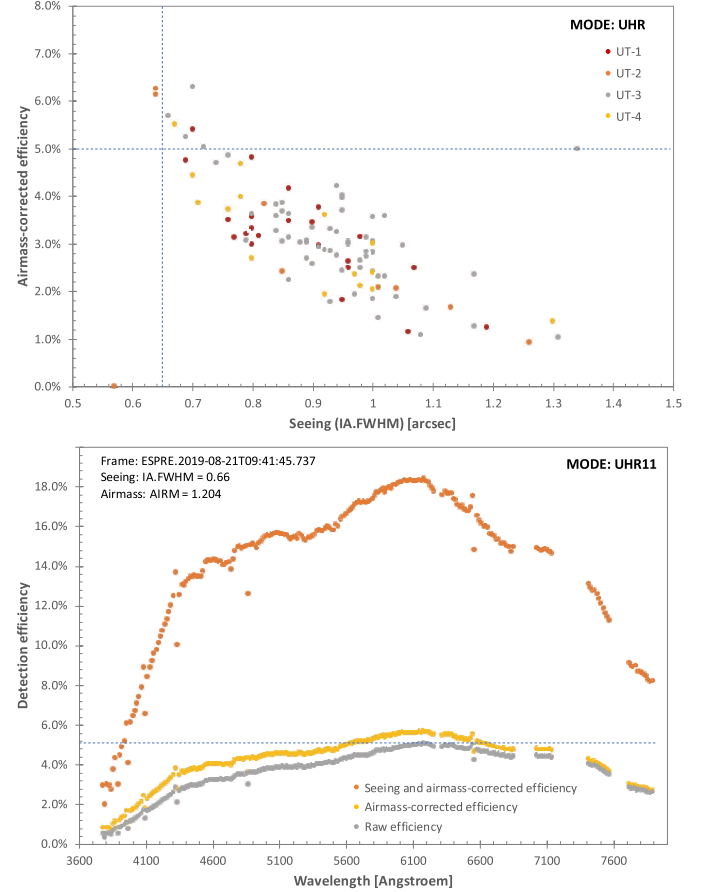 8.0%
MODE: UHR
UT-1
7.0%
UT-2
UT-3
6.0%
UT-4
5.0%
Airmass-corrected efficiency
4.0%
3.0%
2.0%
1.0%
0.0%
0.5 0.6 0.7 0.8 0.9 1 1.1 1.2 1.3 1.4 1.5
Seeing (IA.FWHM) [arcsec]
Frame: ESPRE.2019-08-21T09:41:45.737
MODE: UHR11
Seeing: IA.FWHM = 0.66
Airmass: AIRM = 1.204
18.0%
16.0%
14.0%
12.0%
10.0%
Detection efficiency
8.0%
6.0%
4.0%
Seeing and airmass-corrected efficiency
2.0%
Airmass-corrected efficiency
Raw efficiency
0.0%
3600 4100 4600 5100 5600 6100 6600 7100 7600
Wavelength [Angstroem]